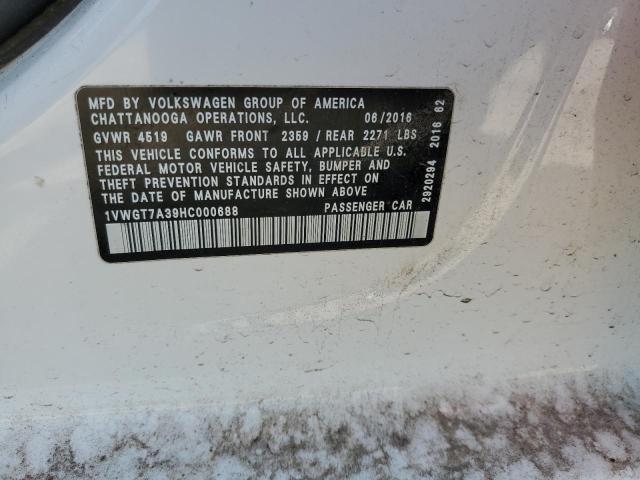 MFD BY VOLKSWAGEN GROUP OF AMERICA
CHATTANOOGA OPERATIONS, LLC. 06/2016
GVWR 4519 GAWR FRONT 2359 / REAR 2271 LBS
THIS VEHICLE CONFORMS TO ALL APPLICABLE U.S.
FEDERAL MOTOR VEHICLE SAFETY, BUMPER AND
THEFT PREVENTION STANDARDS IN EFFECT ON
THE DATE OF MANUFACTURE SHOWN ABOVE
1VWGT7A39HC000688 PASSENGER CAR
2920294 2016 62